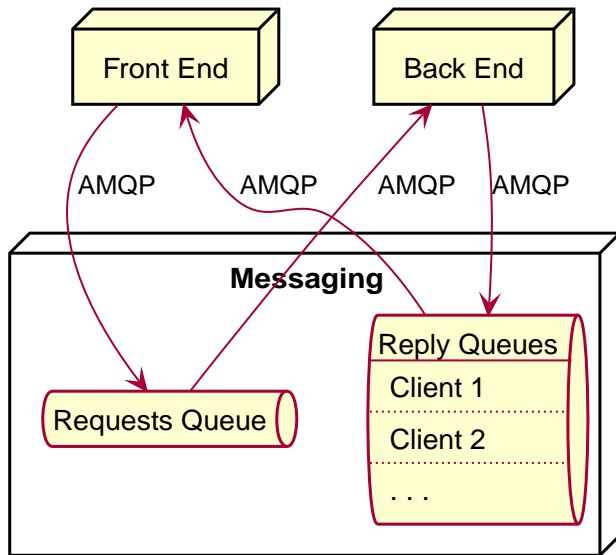 Front End
Back End
AMQP
AMQP
AMQP
AMQP
Messaging
Reply Queues
Client 1
Requests Queue
Client 2
. . .